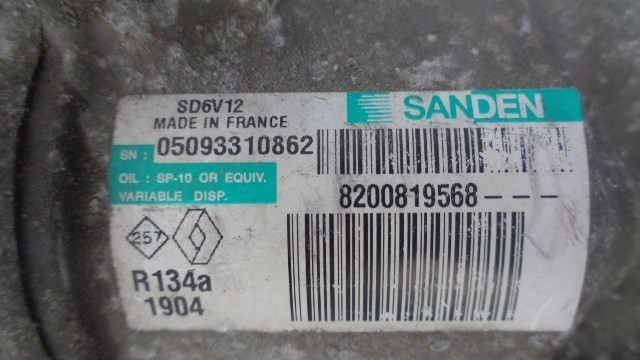 SD6V12
MADE IN FRANCE
SANDEN
SN : 05093310862
OIL : SP-10 OR EQUIV.
VARIABLE DISP.
8200819568---
257
R134a
1904